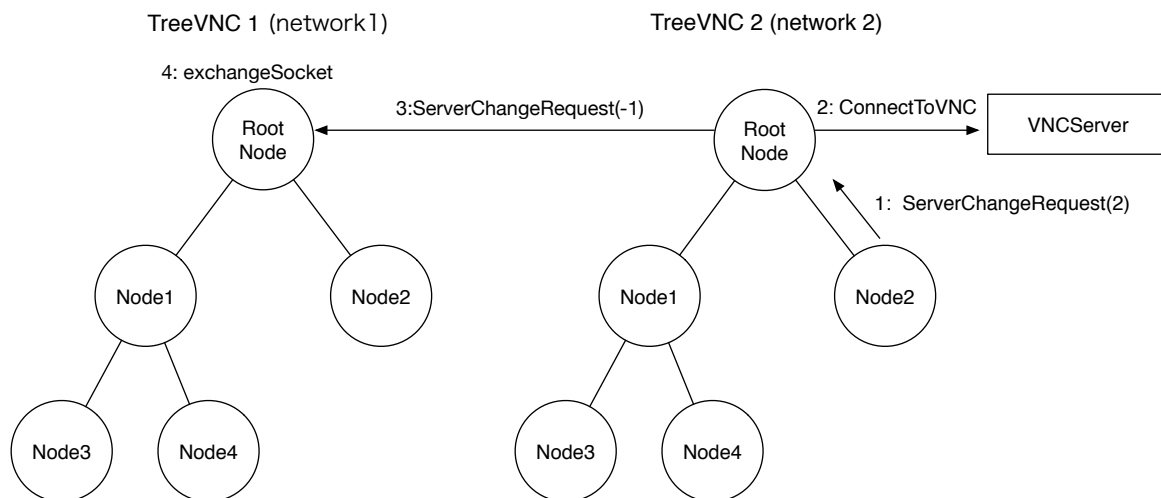 TreeVNC 1 (network1)
TreeVNC 2 (network 2)
4: exchangeSocket
3:ServerChangeRequest(-1)
2: ConnectToVNC
VNCServer
Root
Node
Root
Node
1: ServerChangeRequest(2)
Node1
Node2
Node1
Node2
Node3
Node4
Node3
Node4